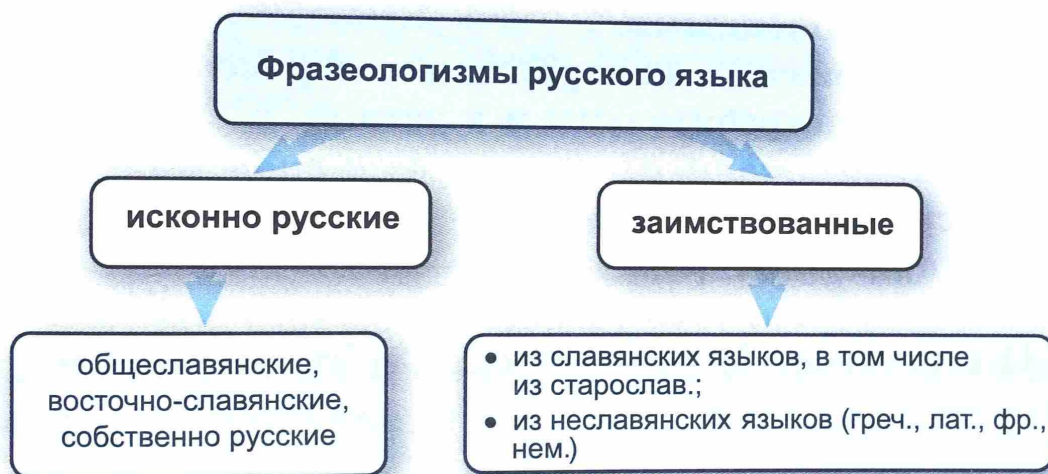 Фразеологизмы русского языка
исконно русские
заимствованные
общеславянские,
восточно-славянские,
собственно русские
• из славянских языков, в том числе
из старослав.;
• из неславянских языков (греч., лат., фр.,
нем.)